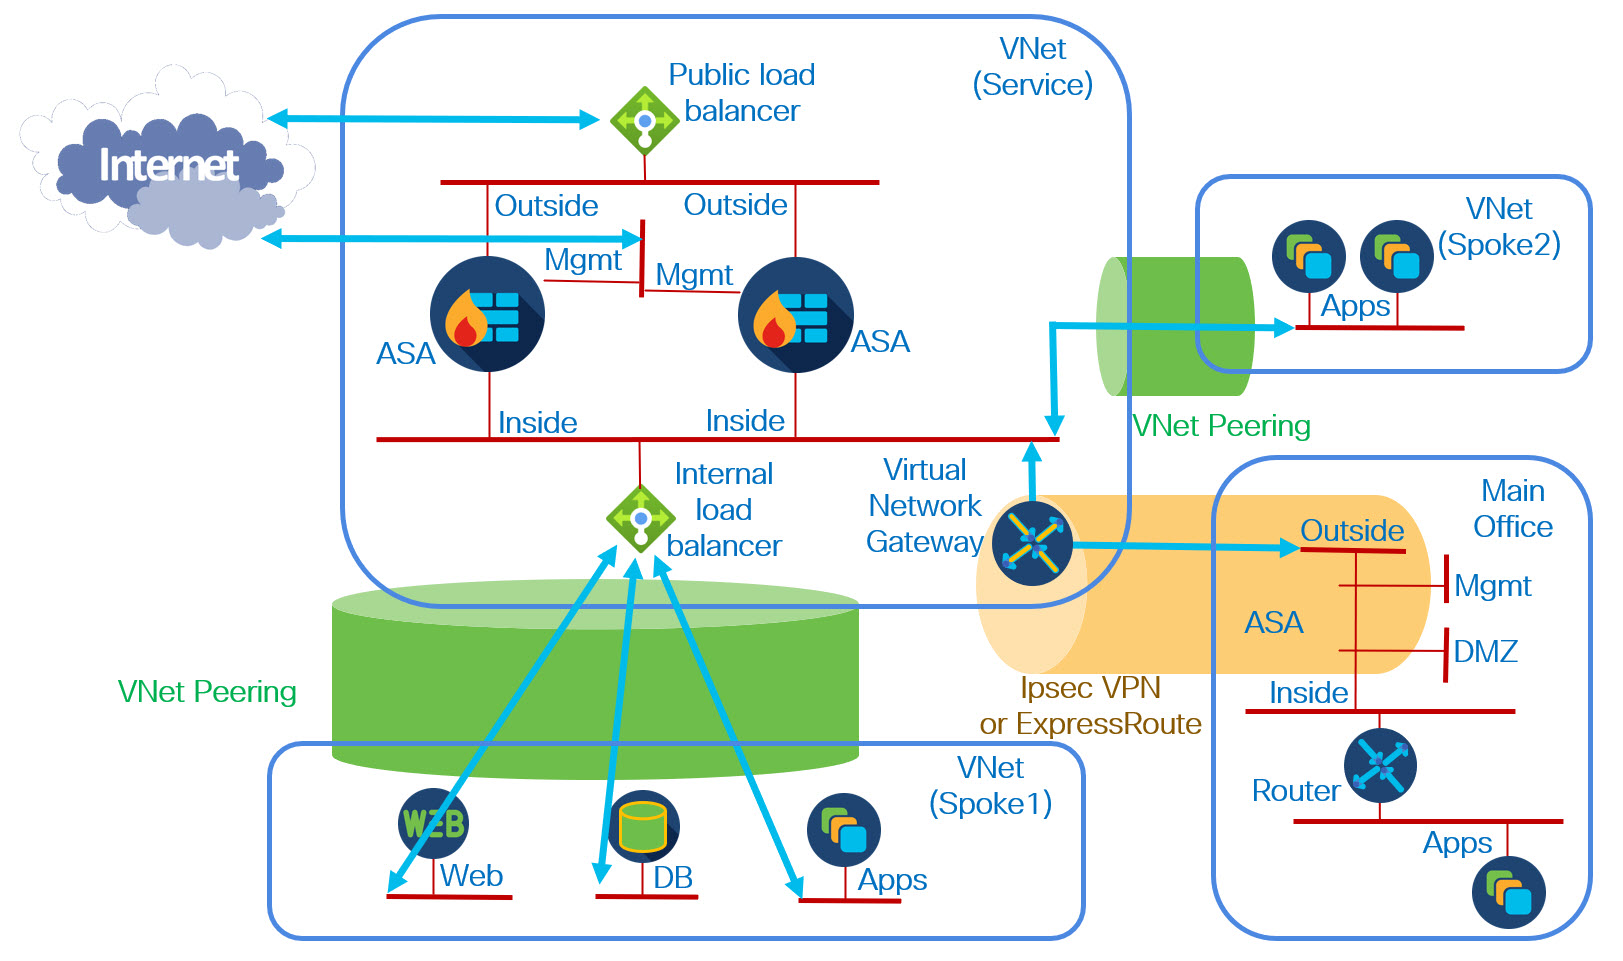 VNet
(Service)
Public load
balancer
Internet
Outside
Outside
Mgmt
Mgmt
ASA
ASA
Inside
Inside
Internal
load
balancer
Virtual
Network
Gateway
VNet
(Spoke2)
Apps
VNet Peering
Main
Office
Outside
Mgmt
ASA
DMZ
Inside
Ipsec VPN
or ExpressRoute
Router
Apps
VNet Peering
VNet
(Spoke1)
WEB
Web
DB
Apps